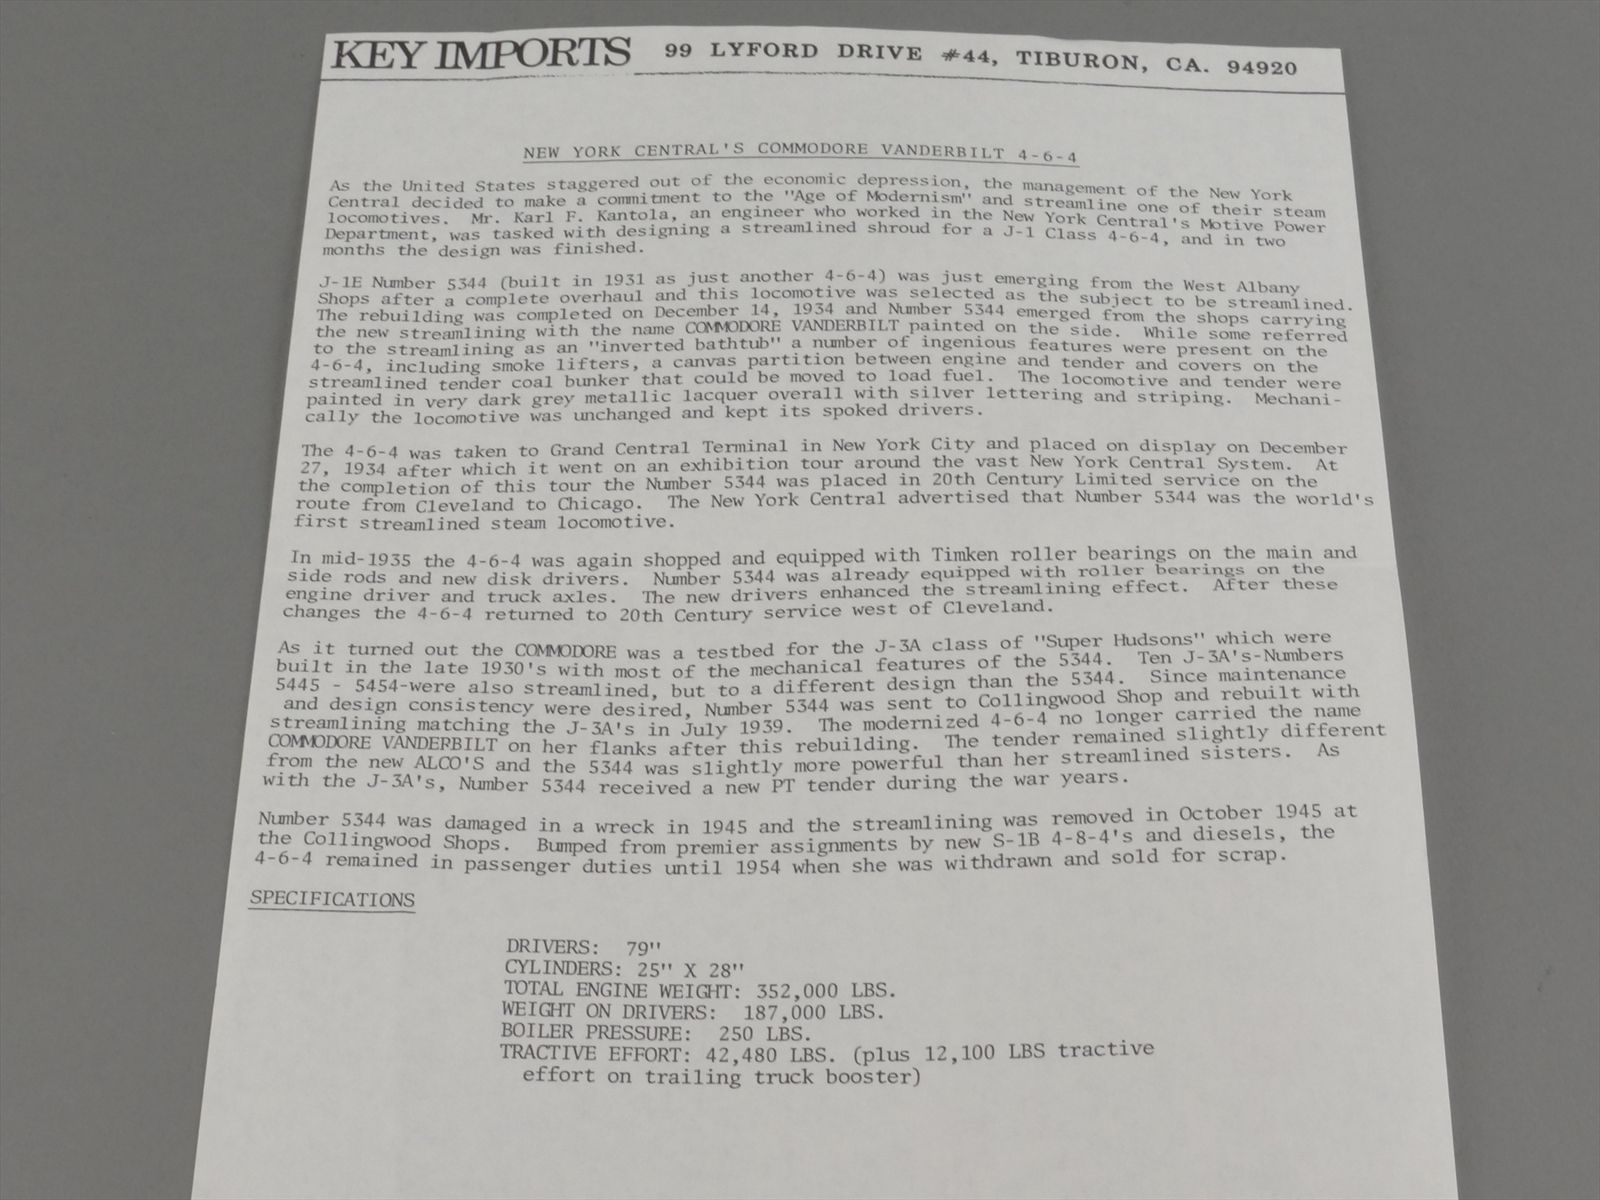 KEY IMPORTS 99 LYFORD DRIVE #44, TIBURON, CA. 94920
NEW YORK CENTRAL'S COMMODORE VANDERBILT 4-6-4
As the United States staggered out of the economic depression, the management of the New York
Central decided to make a commitment to the "Age of Modernism" and streamline one of their steam
locomotives. Mr. Karl F. Kantola, an engineer who worked in the New York Central's Motive Power
Department, was tasked with designing a streamlined shroud for a J-1 Class 4-6-4, and in two
months the design was finished.
J-1E Number 5344 (built in 1931 as just another 4-6-4) was just emerging from the West Albany
Shops after a complete overhaul and this locomotive was selected as the subject to be streamlined.
The rebuilding was completed on December 14, 1934 and Number 5344 emerged from the shops carrying
the new streamlining with the name COMMODORE VANDERBILT painted on the side. While some referred
to the streamlining as an "inverted bathtub" a number of ingenious features were present on the
4-6-4, including smoke lifters, a canvas partition between engine and tender and covers on the
streamlined tender coal bunker that could be moved to load fuel. The locomotive and tender were
painted in very dark grey metallic lacquer overall with silver lettering and striping. Mechani-
cally the locomotive was unchanged and kept its spoked drivers.
The 4-6-4 was taken to Grand Central Terminal in New York City and placed on display on December
27, 1934 after which it went on an exhibition tour around the vast New York Central System. At
the completion of this tour the Number 5344 was placed in 20th Century Limited service on the
route from Cleveland to Chicago. The New York Central advertised that Number 5344 was the world's
first streamlined steam locomotive.
In mid-1935 the 4-6-4 was again shopped and equipped with Timken roller bearings on the main and
side rods and new disk drivers. Number 5344 was already equipped with roller bearings on the
engine driver and truck axles. The new drivers enhanced the streamlining effect. After these
changes the 4-6-4 returned to 20th Century service west of Cleveland.
As it turned out the COMMODORE was a testbed for the J-3A class of "Super Hudsons" which were
built in the late 1930's with most of the mechanical features of the 5344. Ten J-3A's-Numbers
5445 - 5454-were also streamlined, but to a different design than the 5344. Since maintenance
and design consistency were desired, Number 5344 was sent to Collingwood Shop and rebuilt with
streamlining matching the J-3A's in July 1939. The modernized 4-6-4 no longer carried the name
COMMODORE VANDERBILT on her flanks after this rebuilding. The tender remained slightly different
from the new ALCO'S and the 5344 was slightly more powerful than her streamlined sisters. As
with the J-3A's, Number 5344 received a new PT tender during the war years.
Number 5344 was damaged in a wreck in 1945 and the streamlining was removed in October 1945 at
the Collingwood Shops. Bumped from premier assignments by new S-1B 4-8-4's and diesels, the
4-6-4 remained in passenger duties until 1954 when she was withdrawn and sold for scrap.
SPECIFICATIONS
DRIVERS: 79"
CYLINDERS: 25" X 28"
TOTAL ENGINE WEIGHT: 352,000 LBS.
WEIGHT ON DRIVERS: 187,000 LBS.
BOILER PRESSURE: 250 LBS.
TRACTIVE EFFORT: 42,480 LBS. (plus 12,100 LBS tractive
effort on trailing truck booster)